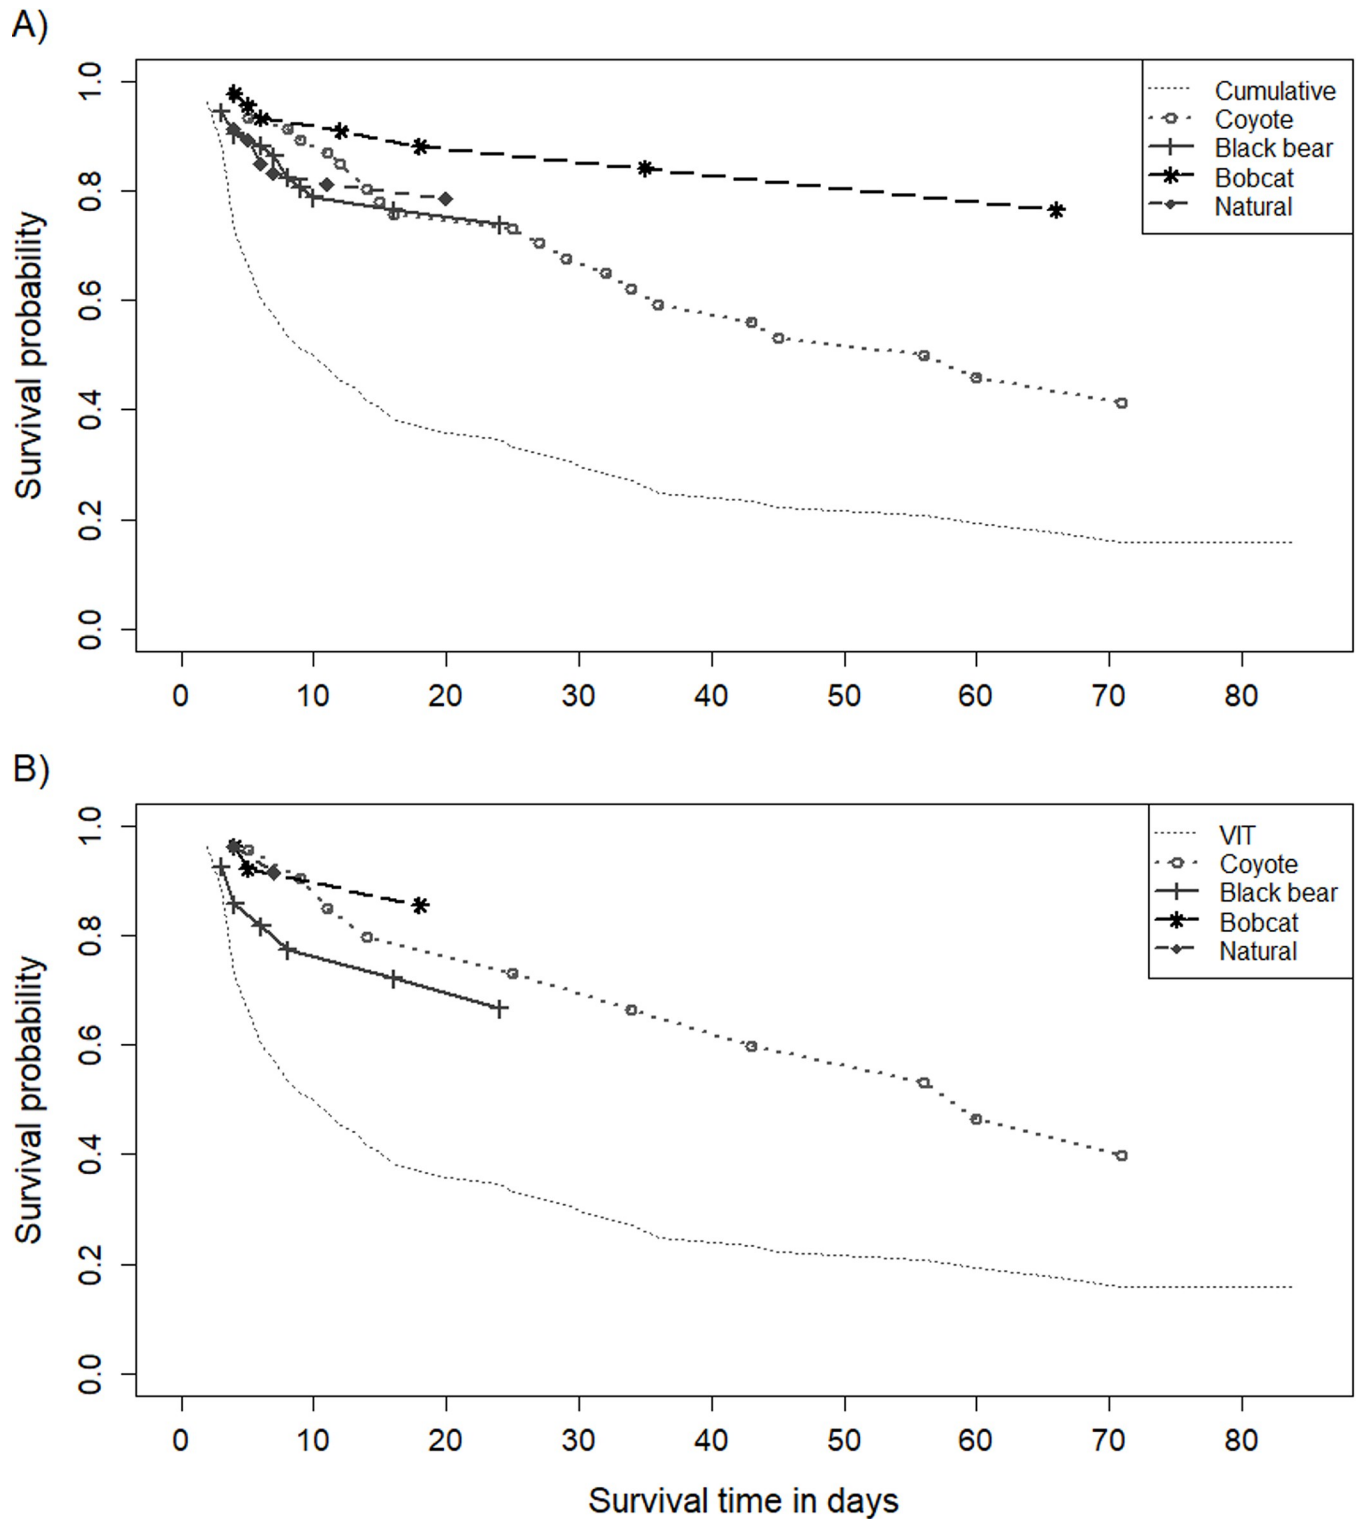 A)
Survival probability
1.0
0.8
0.6
0.4
0.2
0.0
Cumulative
Coyote
Black bear
Bobcat
Natural
0 10 20 30 40 50 60 70 80
B)
Survival probability
1.0
0.8
0.6
0.4
0.2
0.0
VIT
Coyote
Black bear
Bobcat
Natural
0 10 20 30 40 50 60 70 80
Survival time in days